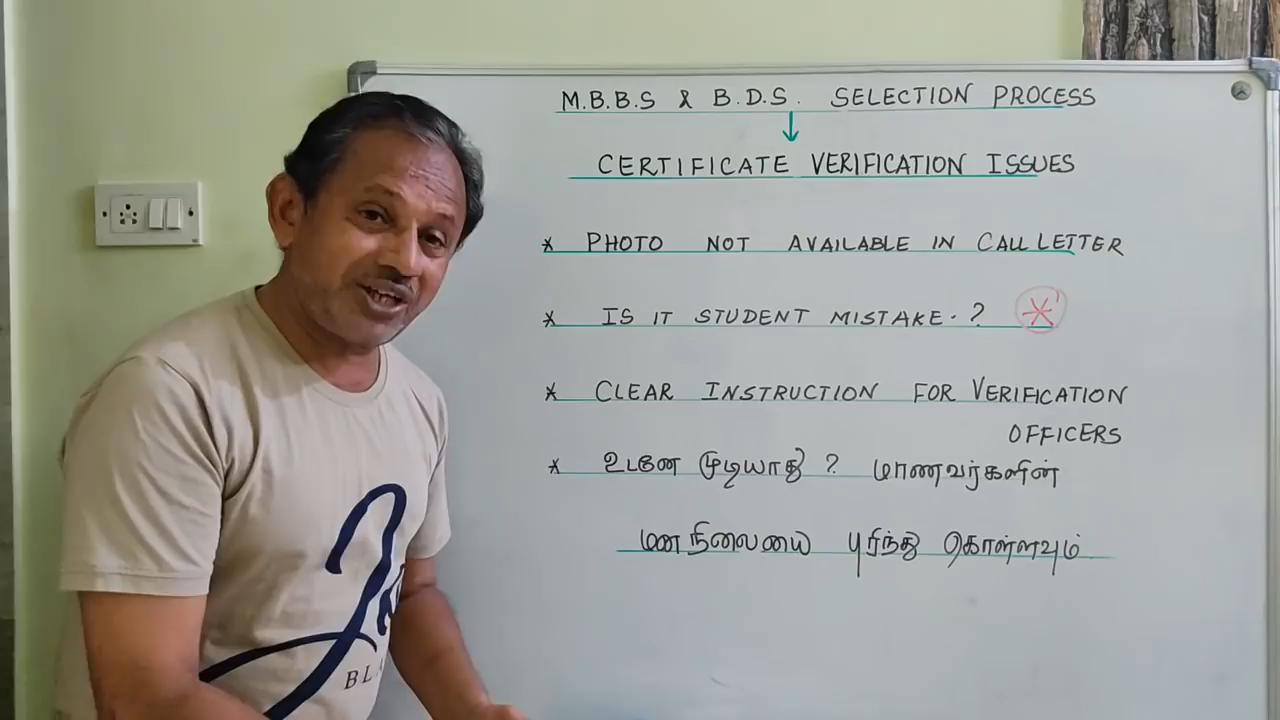 M.B.B.S & B.D.S. SELECTION PROCESS
CERTIFICATE VERIFICATION ISSUES
* PHOTO NOT AVAILABLE IN CALL LETTER
* IS IT STUDENT MISTAKE.?
* CLEAR INSTRUCTION FOR VERIFICATION
OFFICERS
* உடனே முடியாது ? மாணவர்களின்
மனநிலையை புரிந்து கொள்ளவும்